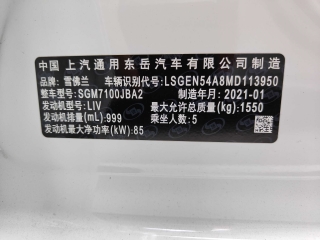 中国 上汽通用东岳汽车有限公司制造
品牌：雪佛兰 车辆识别代号：LSGEN54A8MD113950
整车型号：SGM7100JBA2 制造年月：2021-01
发动机型号：LIV 最大允许总质量(kg)：1550
发动机排量(mL)：999 乘坐人数：5
发动机最大净功率(kW)：85